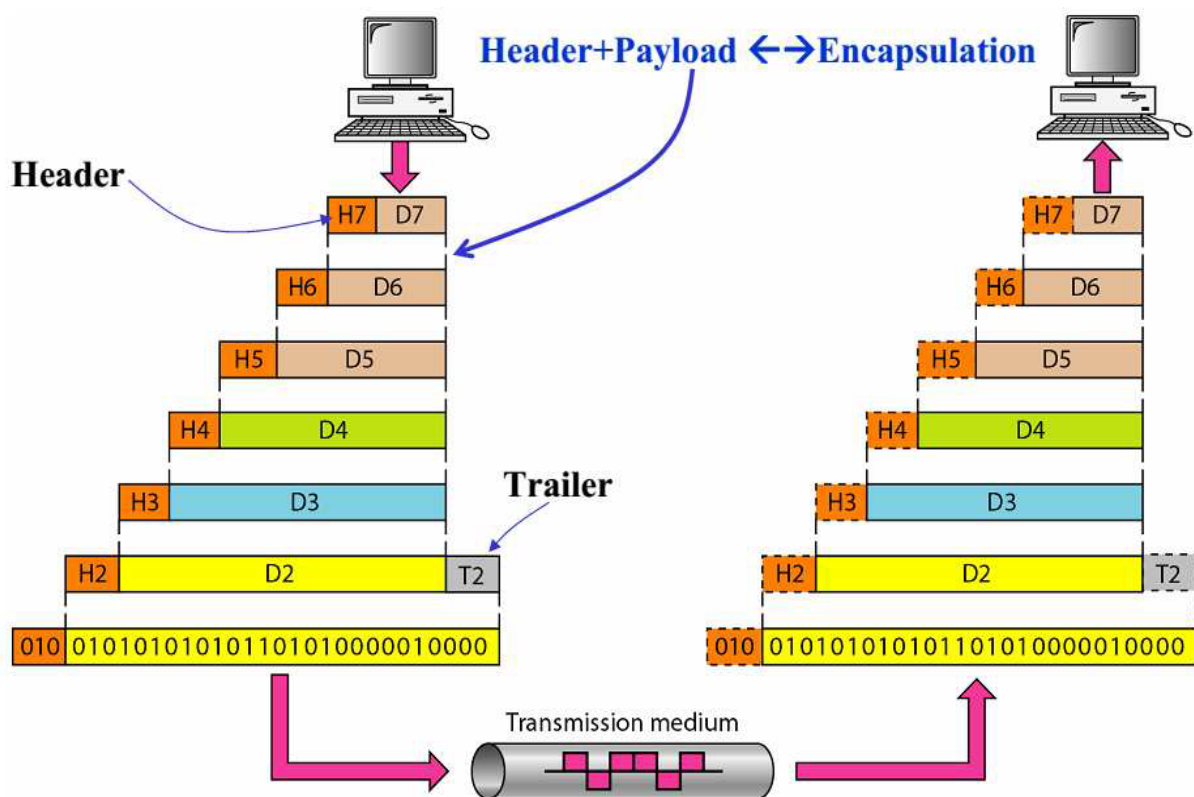 Header+Payload ←→Encapsulation
Header
H7 D7
H7 D7
H6 D6
H6 D6
H5 D5
H5 D5
H4 D4
H4 D4
Trailer
H3 D3
H3 D3
H2 D2 T2
H2 D2 T2
010 010101010101101010000010000
010 010101010101101010000010000
Transmission medium